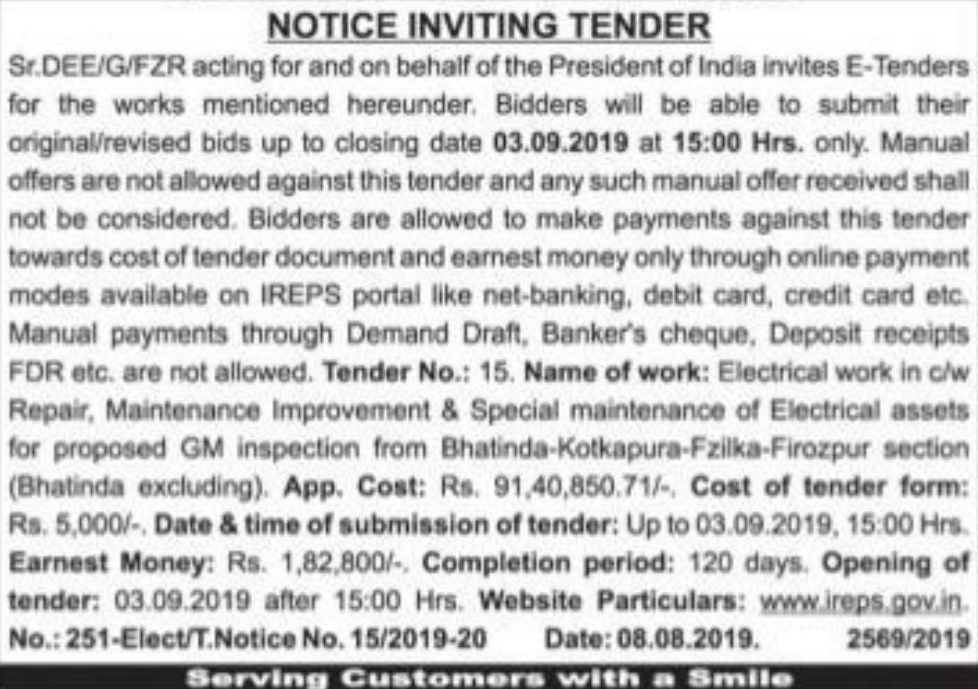 NOTICE INVITING TENDER
Sr.DEE/G/FZR acting for and on behalf of the President of India invites E-Tenders
for the works mentioned hereunder. Bidders will be able to submit their
original/revised bids up to closing date 03.09.2019 at 15:00 Hrs. only. Manual
offers are not allowed against this tender and any such manual offer received shall
not be considered. Bidders are allowed to make payments against this tender
towards cost of tender document and earnest money only through online payment
modes available on IREPS portal like net-banking, debit card, credit card etc.
Manual payments through Demand Draft, Banker's cheque, Deposit receipts
FDR etc. are not allowed. Tender No.: 15. Name of work: Electrical work in c/w
Repair, Maintenance Improvement & Special maintenance of Electrical assets
for proposed GM inspection from Bhatinda-Kotkapura-Fzilka-Firozpur section
(Bhatinda excluding). App. Cost: Rs. 91,40,850.71/-. Cost of tender form:
Rs. 5,000/-. Date & time of submission of tender: Up to 03.09.2019, 15:00 Hrs.
Earnest Money: Rs. 1,82,800/-. Completion period: 120 days. Opening of
tender: 03.09.2019 after 15:00 Hrs. Website Particulars: www.ireps.gov.in.
No.: 251-Elect/T.Notice No. 15/2019-20 Date: 08.08.2019. 2569/2019
Serving Customers with a Smile